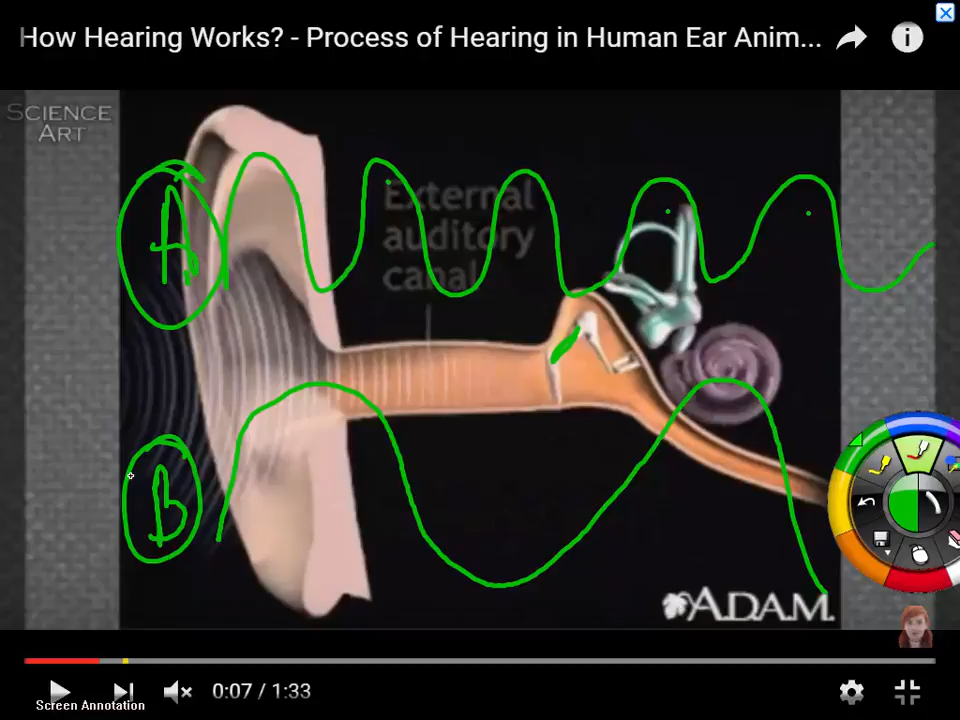 How Hearing Works? - Process of Hearing in Human Ear Anim...
SCIENCE
ART
A
External
auditory
canal
B
A.D.A.M.
0:07 / 1:33
Screen Annotation